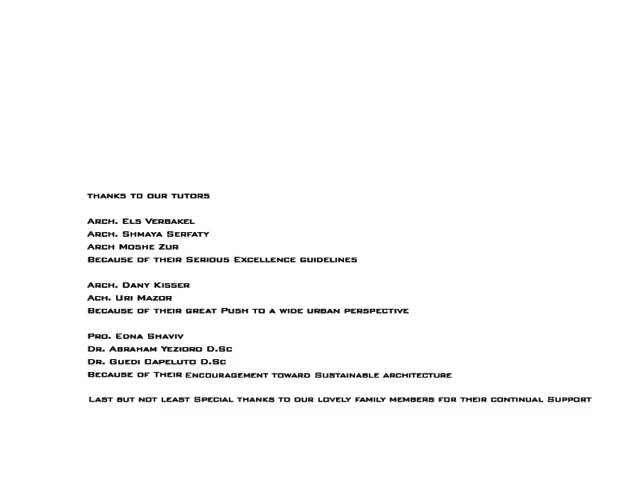 THANKS TO OUR TUTORS
Arch. Els Verbakel
Arch. Shmaya Serfaty
Arch Moshe Zur
Because of their Serious Excellence guidelines
Arch. Dany Kisser
Ach. Uri Mazor
Because of their great Push to a wide urban perspective
Pro. Edna Shaviv
Dr. Abraham Yezioro D.Sc
Dr. Guedi Capeluto D.Sc
Because of Their Encouragement toward Sustainable architecture
Last but not least Special thanks to our lovely family members for their continual Support